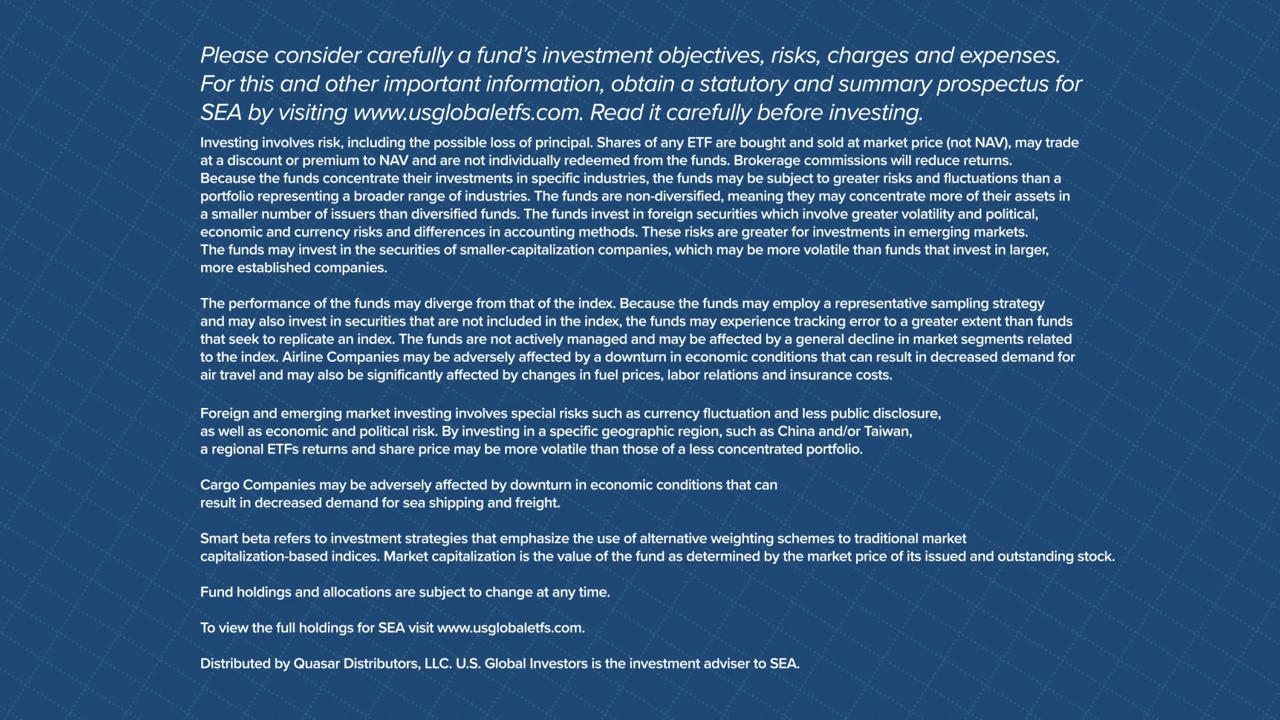 Please consider carefully a fund’s investment objectives, risks, charges and expenses.
For this and other important information, obtain a statutory and summary prospectus for
SEA by visiting www.usglobaletfs.com. Read it carefully before investing.
Investing involves risk, including the possible loss of principal. Shares of any ETF are bought and sold at market price (not NAV), may trade
at a discount or premium to NAV and are not individually redeemed from the funds. Brokerage commissions will reduce returns.
Because the funds concentrate their investments in specific industries, the funds may be subject to greater risks and fluctuations than a
portfolio representing a broader range of industries. The funds are non-diversified, meaning they may concentrate more of their assets in
a smaller number of issuers than diversified funds. The funds invest in foreign securities which involve greater volatility and political,
economic and currency risks and differences in accounting methods. These risks are greater for investments in emerging markets.
The funds may invest in the securities of smaller-capitalization companies, which may be more volatile than funds that invest in larger,
more established companies.
The performance of the funds may diverge from that of the index. Because the funds may employ a representative sampling strategy
and may also invest in securities that are not included in the index, the funds may experience tracking error to a greater extent than funds
that seek to replicate an index. The funds are not actively managed and may be affected by a general decline in market segments related
to the index. Airline Companies may be adversely affected by a downturn in economic conditions that can result in decreased demand for
air travel and may also be significantly affected by changes in fuel prices, labor relations and insurance costs.
Foreign and emerging market investing involves special risks such as currency fluctuation and less public disclosure,
as well as economic and political risk. By investing in a specific geographic region, such as China and/or Taiwan,
a regional ETFs returns and share price may be more volatile than those of a less concentrated portfolio.
Cargo Companies may be adversely affected by downturn in economic conditions that can
result in decreased demand for sea shipping and freight.
Smart beta refers to investment strategies that emphasize the use of alternative weighting schemes to traditional market
capitalization-based indices. Market capitalization is the value of the fund as determined by the market price of its issued and outstanding stock.
Fund holdings and allocations are subject to change at any time.
To view the full holdings for SEA visit www.usglobaletfs.com.
Distributed by Quasar Distributors, LLC. U.S. Global Investors is the investment adviser to SEA.